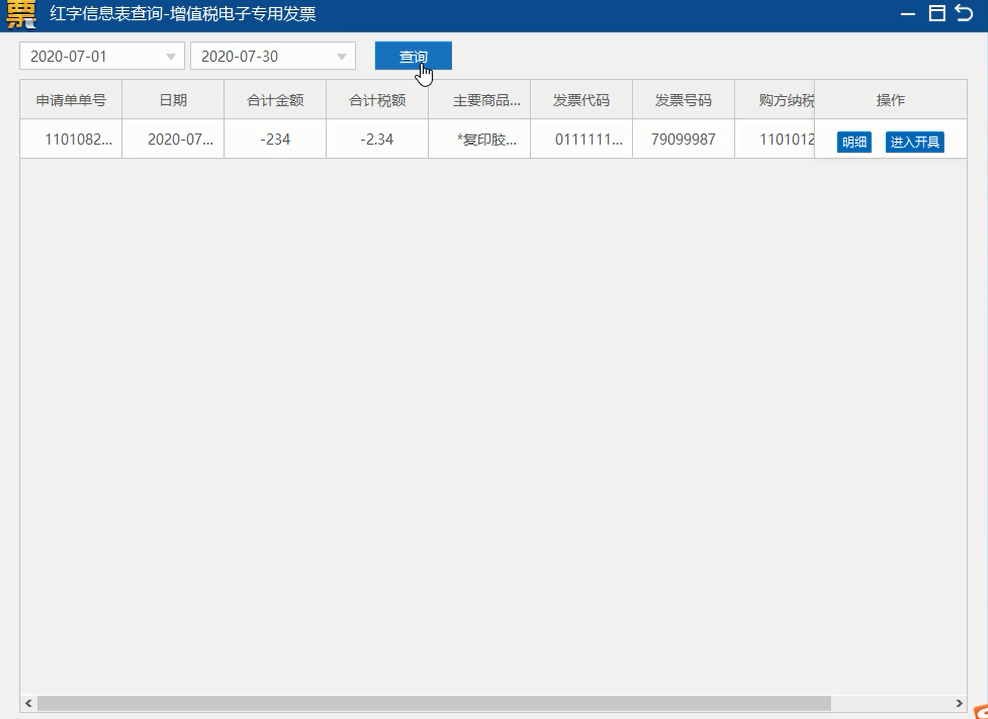 票 红字信息表查询-增值税电子专用发票
2020-07-01 2020-07-30 查询
申请单单号 日期 合计金额 合计税额 主要商品... 发票代码 发票号码 购方纳税 操作
1101082... 2020-07... -234 -2.34 *复印胶... 0111111... 79099987 1101012 明细 进入开具